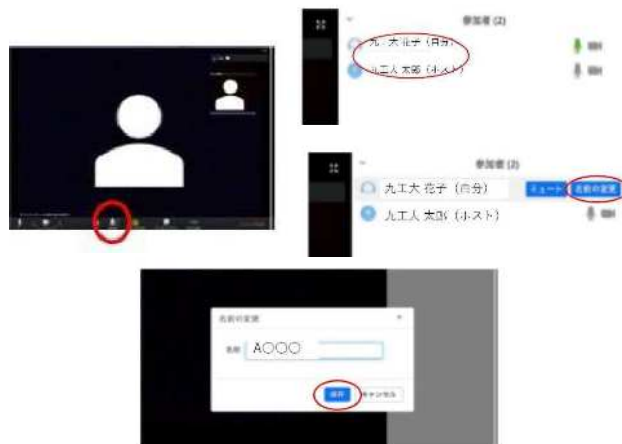 参加者 (2)
九工大 花子（自分）
九工大 太郎（ホスト）
参加者 (2)
九工大 花子（自分）
ミュート
名前の変更
九工大 太郎（ホスト）
名前の変更
名前
A〇〇〇
保存
キャンセル